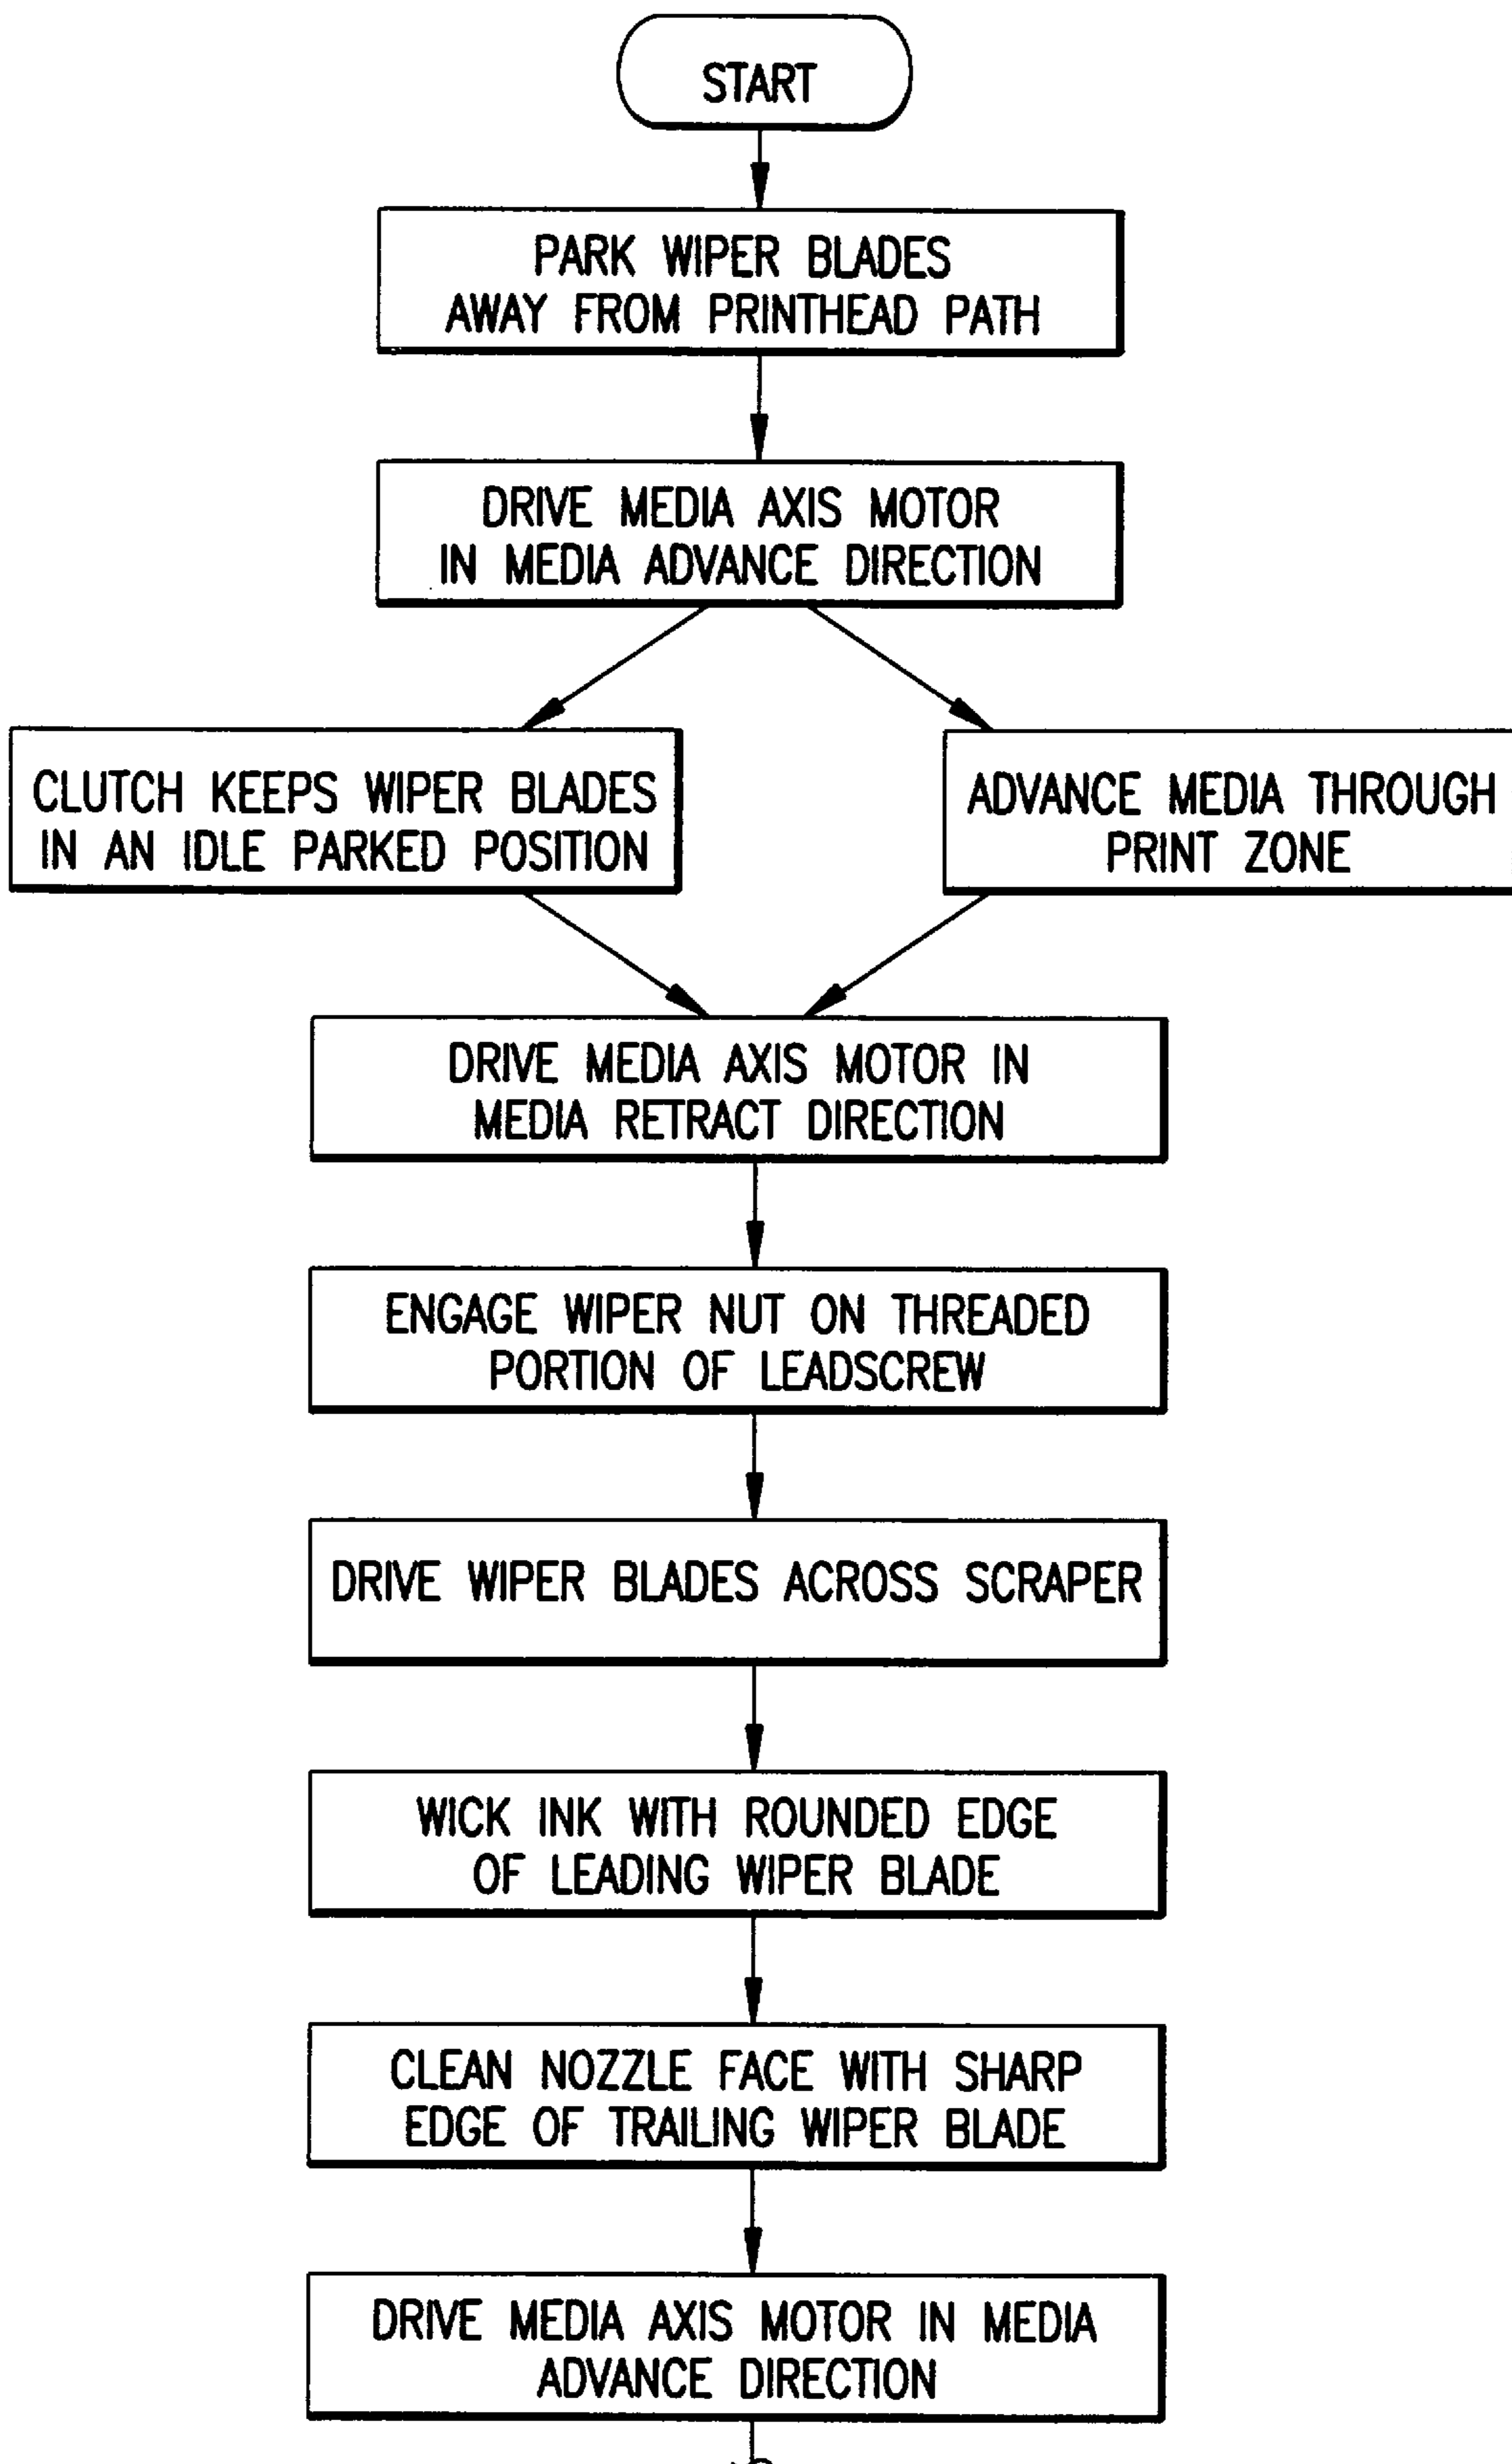 START
PARK WIPER BLADES
AWAY FROM PRINTHEAD PATH
DRIVE MEDIA AXIS MOTOR
IN MEDIA ADVANCE DIRECTION
CLUTCH KEEPS WIPER BLADES
IN AN IDLE PARKED POSITION
ADVANCE MEDIA THROUGH
PRINT ZONE
DRIVE MEDIA AXIS MOTOR IN
MEDIA RETRACT DIRECTION
ENGAGE WIPER NUT ON THREADED
PORTION OF LEADSCREW
DRIVE WIPER BLADES ACROSS SCRAPER
WICK INK WITH ROUNDED EDGE
OF LEADING WIPER BLADE
CLEAN NOZZLE FACE WITH SHARP
EDGE OF TRAILING WIPER BLADE
DRIVE MEDIA AXIS MOTOR IN MEDIA
ADVANCE DIRECTION